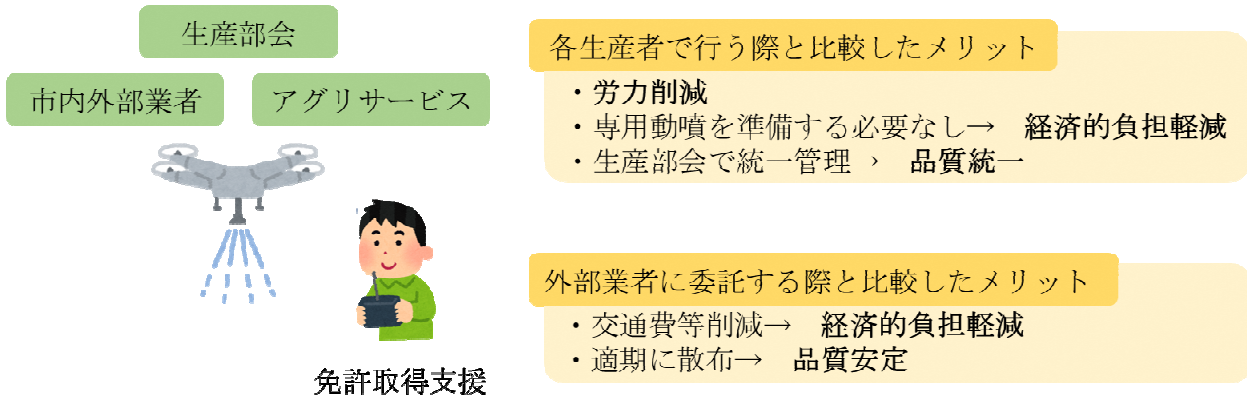 生産部会
市内外部業者
アグリサービス
免許取得支援
各生産者で行う際と比較したメリット
・労力削減
・専用動噴を準備する必要なし→ 経済的負担軽減
・生産部会で統一管理 → 品質統一
外部業者に委託する際と比較したメリット
・交通費等削減→ 経済的負担軽減
・適期に散布→ 品質安定